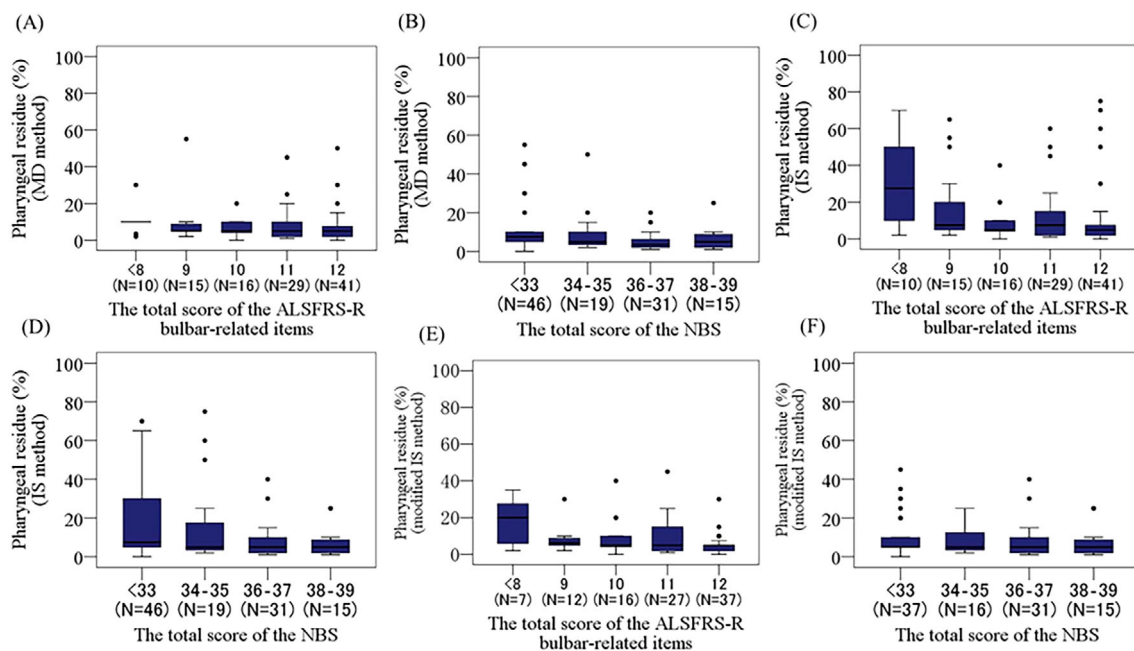 (A)
Pharyngeal residue (%)
(MD method)
100
80
60
40
20
0
<8 9 10 11 12
(N=10) (N=15) (N=16) (N=29) (N=41)
The total score of the ALSFRS-R
bulbar-related items
(B)
Pharyngeal residue (%)
(MD method)
100
80
60
40
20
0
<33 34-35 36-37 38-39
(N=46) (N=19) (N=31) (N=15)
The total score of the NBS
(C)
Pharyngeal residue (%)
(IS method)
100
80
60
40
20
0
<8 9 10 11 12
(N=10) (N=15) (N=16) (N=29) (N=41)
The total score of the ALSFRS-R
bulbar-related items
(D)
Pharyngeal residue (%)
(IS method)
100
80
60
40
20
0
<33 34-35 36-37 38-39
(N=46) (N=19) (N=31) (N=15)
The total score of the NBS
(E)
Pharyngeal residue (%)
(modified IS method)
100
80
60
40
20
0
<8 9 10 11 12
(N=7) (N=12) (N=16) (N=27) (N=37)
The total score of the ALSFRS-R
bulbar-related items
(F)
Pharyngeal residue (%)
(modified IS method)
100
80
60
40
20
0
<33 34-35 36-37 38-39
(N=37) (N=16) (N=31) (N=15)
The total score of the NBS